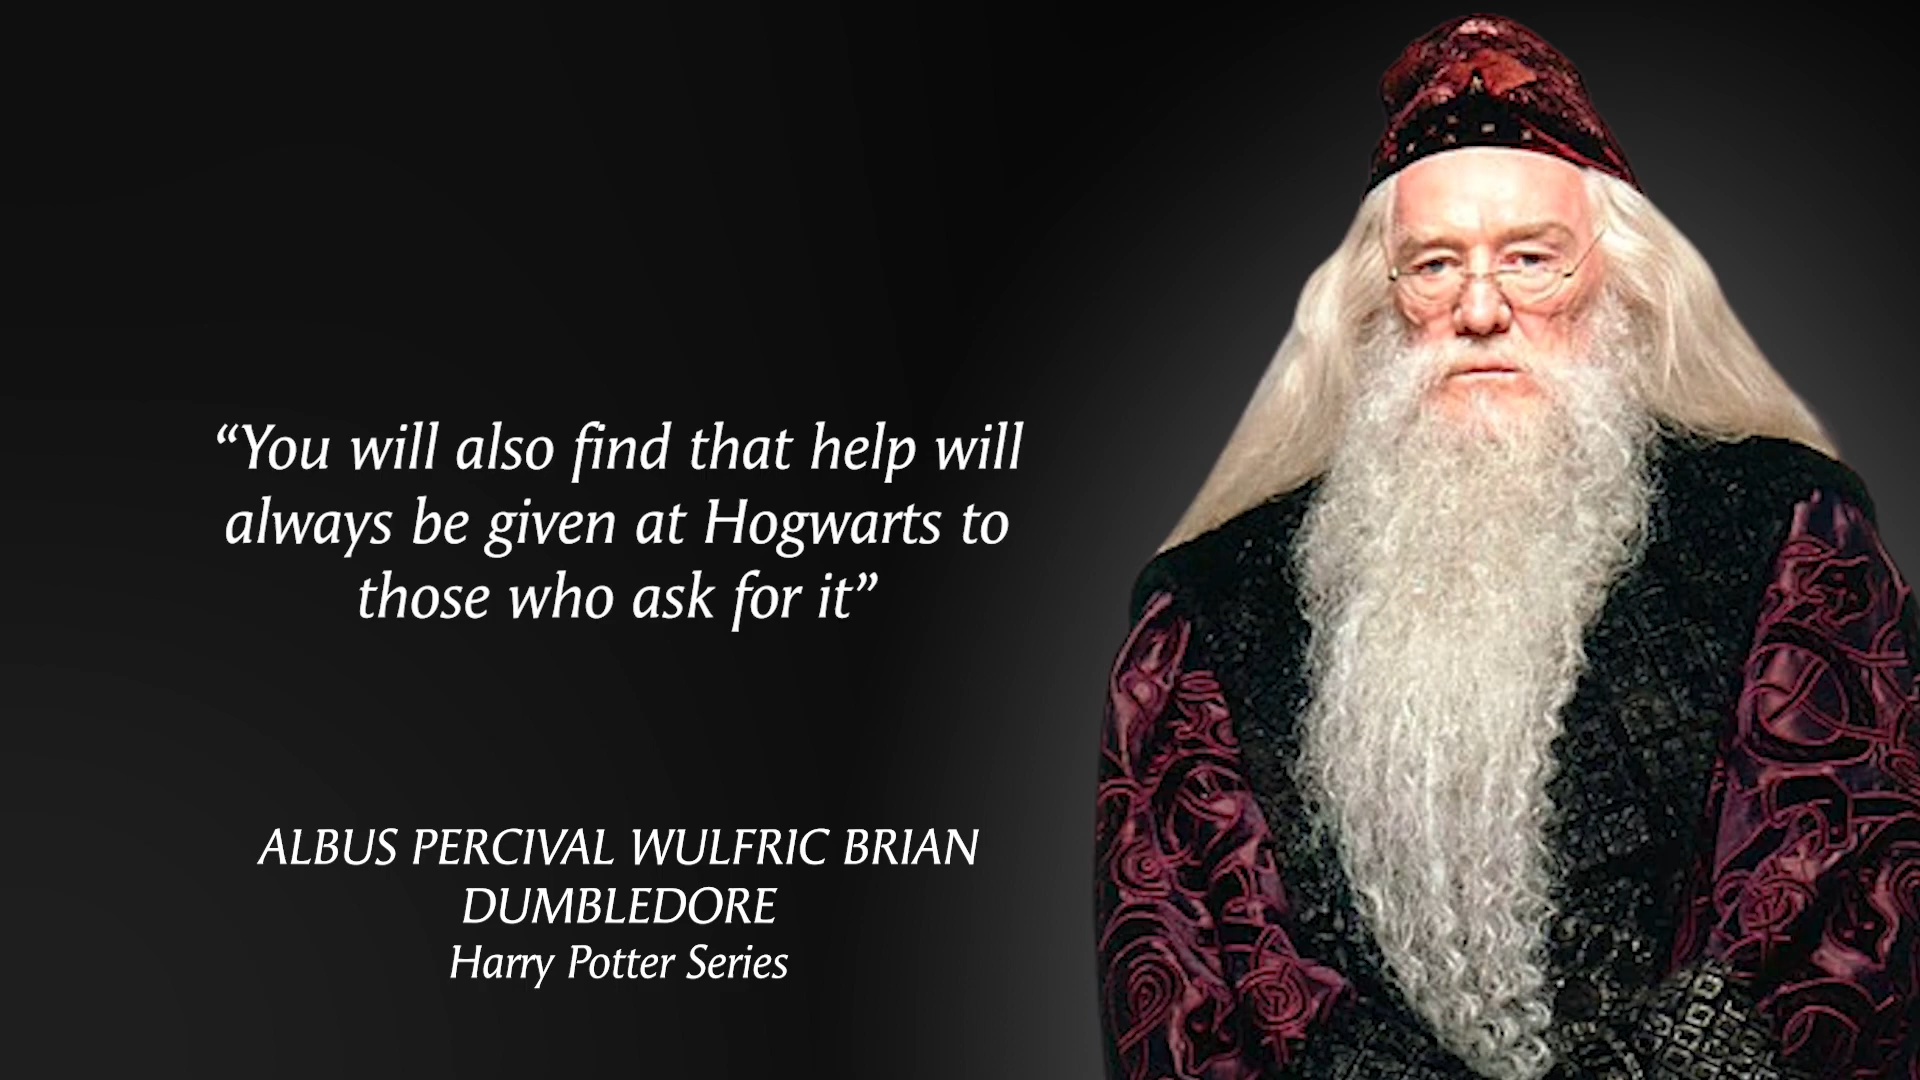 “You will also find that help will
always be given at Hogwarts to
those who ask for it”
ALBUS PERCIVAL WULFRIC BRIAN
DUMBLEDORE
Harry Potter Series